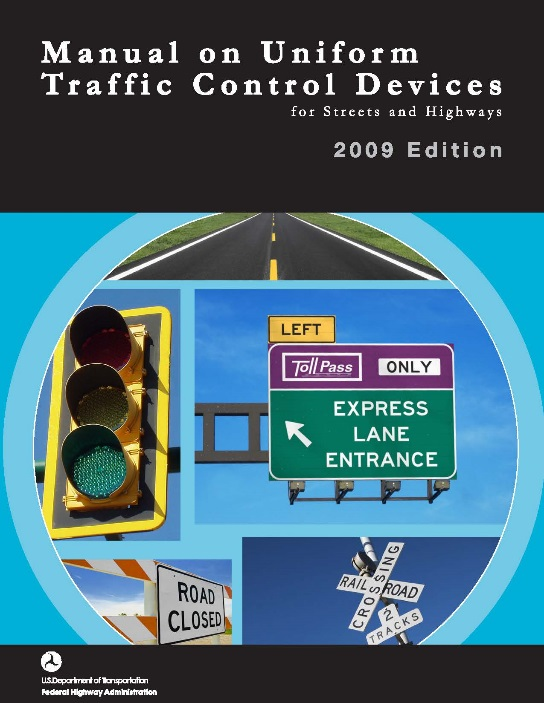 Manual on Uniform
Traffic Control Devices
for Streets and Highways
2009 Edition
LEFT
Toll Pass
ONLY
EXPRESS
LANE
ENTRANCE
ROAD
CLOSED
RAIL ROAD
CROSSING
2
TRACKS
U.S.Department of Transportation
Federal Highway Administration